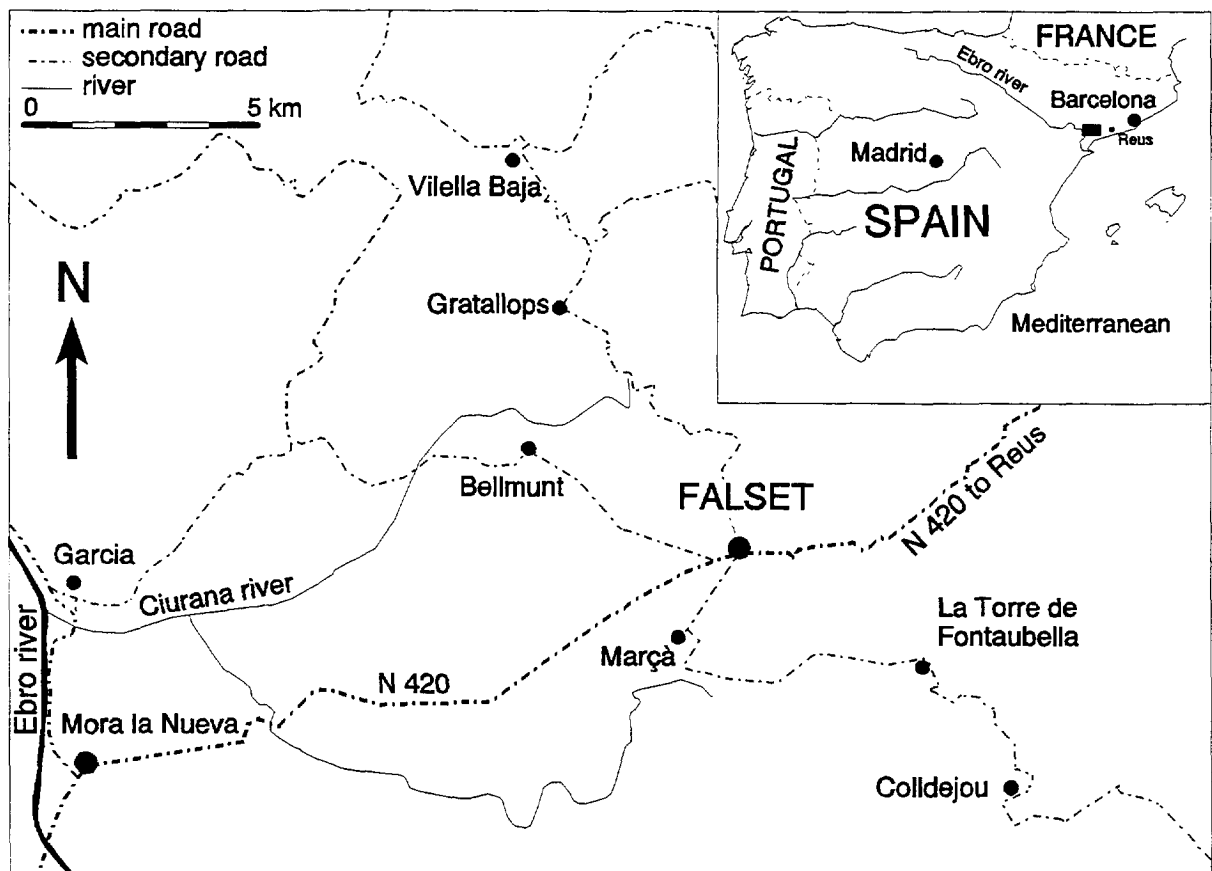 main road
secondary road
river
0 5 km
N
Vilella Baja
Gratallops
Bellmunt
FALSET
N 420 to Reus
Garcia
Ciurana river
Ebro river
Marçà
La Torre de
Fontaubella
N 420
Mora la Nueva
Colldejou
FRANCE
Ebro river
Barcelona
Reus
Madrid
PORTUGAL
SPAIN
Mediterranean